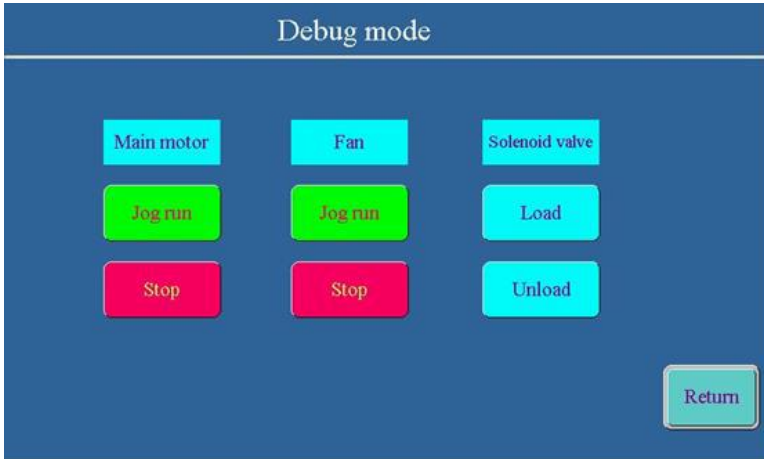 Debug mode
Main motor
Fan
Solenoid valve
Jog run
Jog run
Load
Stop
Stop
Unload
Return